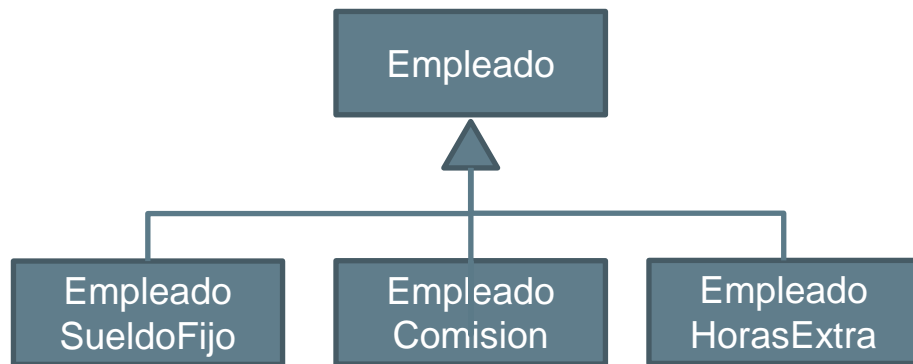 Empleado
Empleado
SueldoFijo
Empleado
Comision
Empleado
HorasExtra